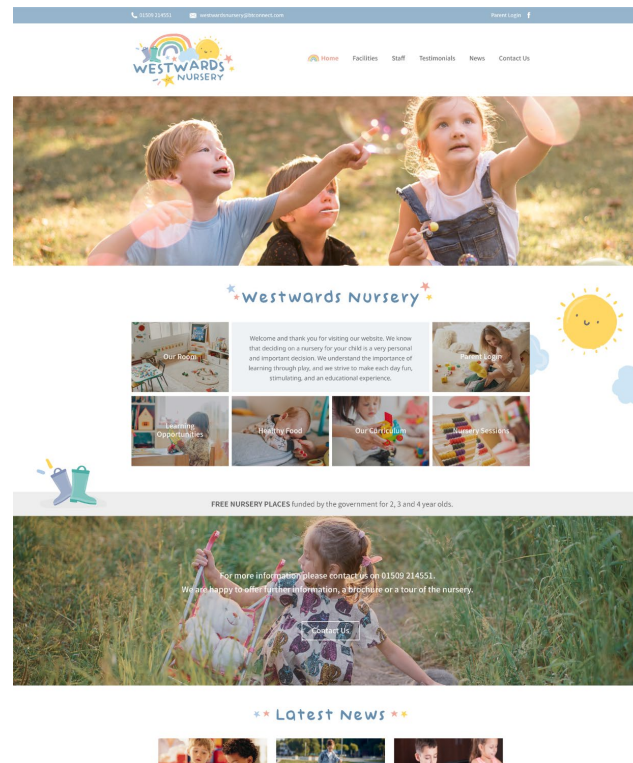 01509 214551
westwardsnursery@btconnect.com
Parent Login
f
WESTWARDS
NURSERY
Home
Facilities
Staff
Testimonials
News
Contact Us
Westwards Nursery
Our Room
Welcome and thank you for visiting our website. We know
that deciding on a nursery for your child is a very personal
and important decision. We understand the importance of
learning through play, and we strive to make each day fun,
stimulating, and an educational experience.
Parent Login
Learning
Opportunities
Healthy Food
Our Curriculum
Nursery Sessions
FREE NURSERY PLACES funded by the government for 2, 3 and 4 year olds.
For more information please contact us on 01509 214551.
We are happy to offer further information, a brochure or a tour of the nursery.
Contact Us
Latest News